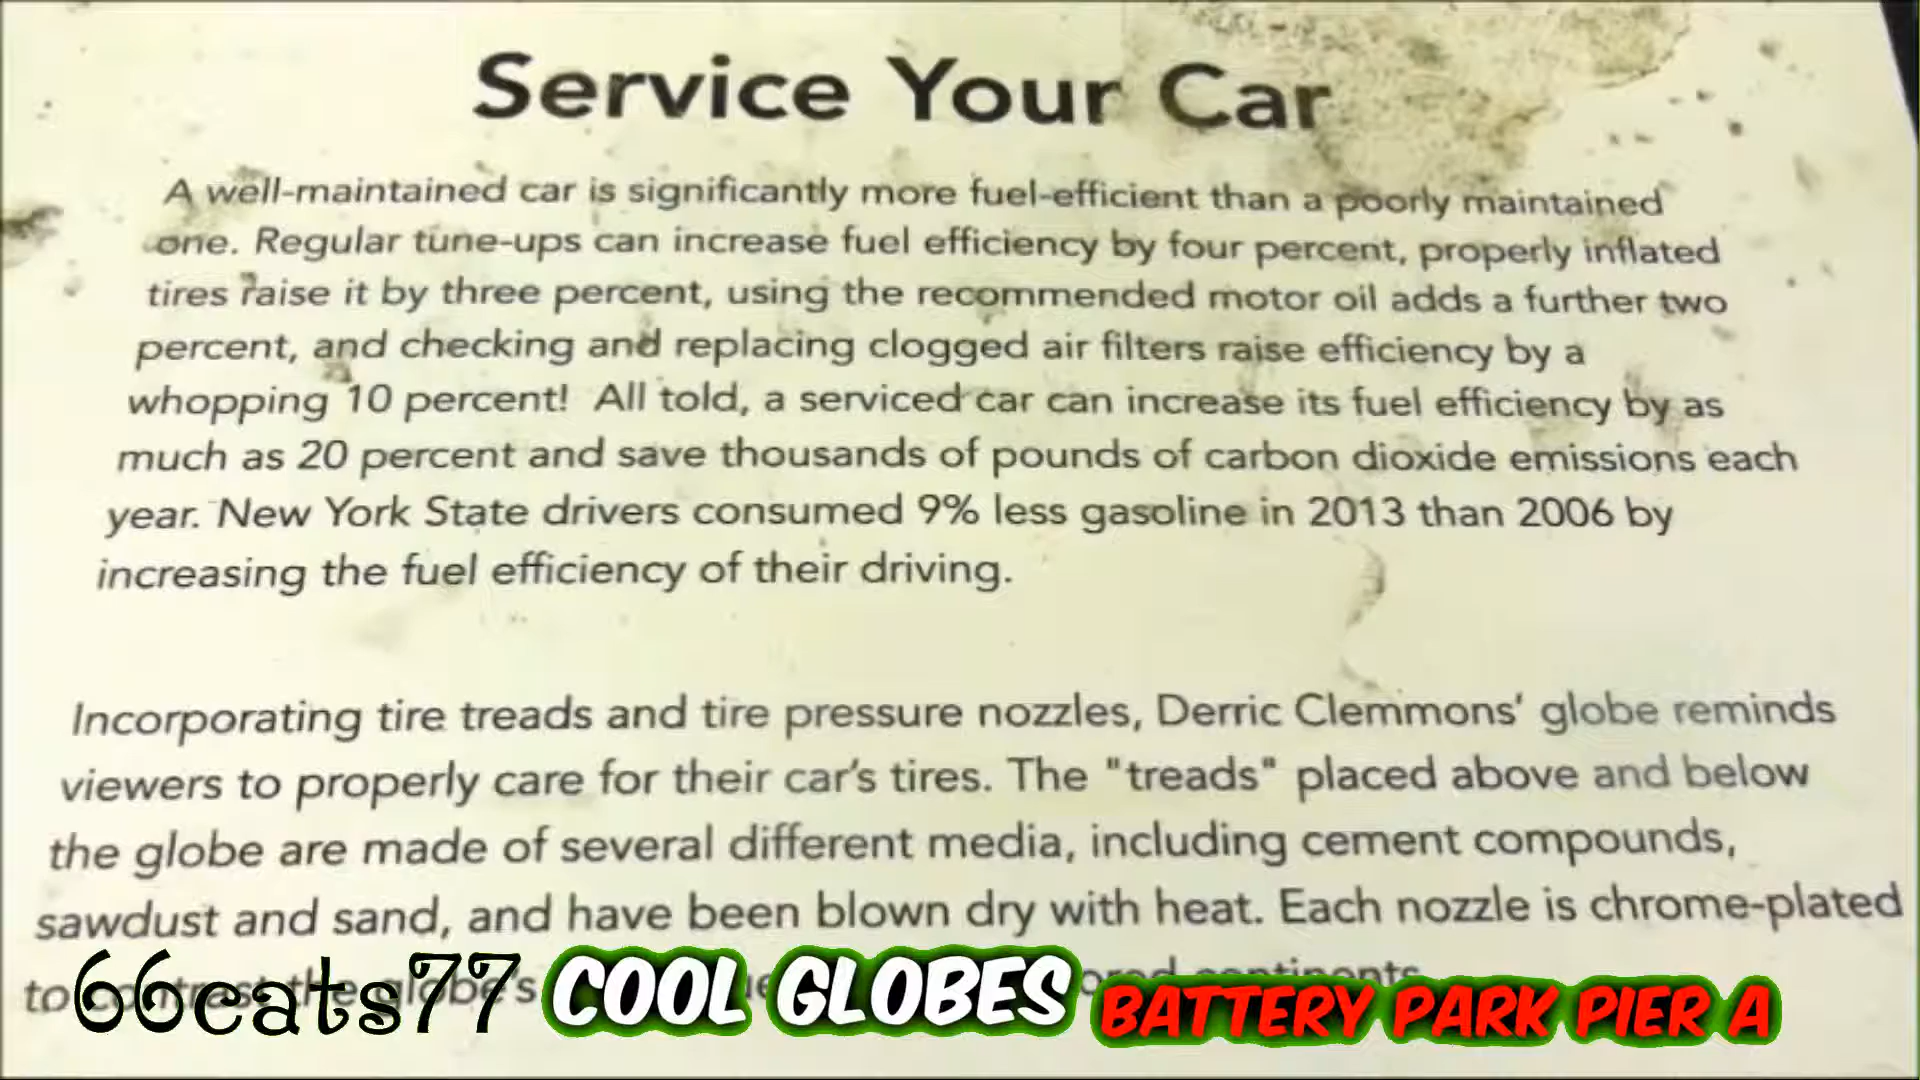 Service Your Car
A well-maintained car is significantly more fuel-efficient than a poorly maintained
one. Regular tune-ups can increase fuel efficiency by four percent, properly inflated
tires raise it by three percent, using the recommended motor oil adds a further two
percent, and checking and replacing clogged air filters raise efficiency by a
whopping 10 percent! All told, a serviced car can increase its fuel efficiency by as
much as 20 percent and save thousands of pounds of carbon dioxide emissions each
year. New York State drivers consumed 9% less gasoline in 2013 than 2006 by
increasing the fuel efficiency of their driving.
Incorporating tire treads and tire pressure nozzles, Derric Clemmons' globe reminds
viewers to properly care for their car's tires. The "treads" placed above and below
the globe are made of several different media, including cement compounds,
sawdust and sand, and have been blown dry with heat. Each nozzle is chrome-plated
to contrast the globe's continents.
66cats77 COOL GLOBES BATTERY PARK PIER A